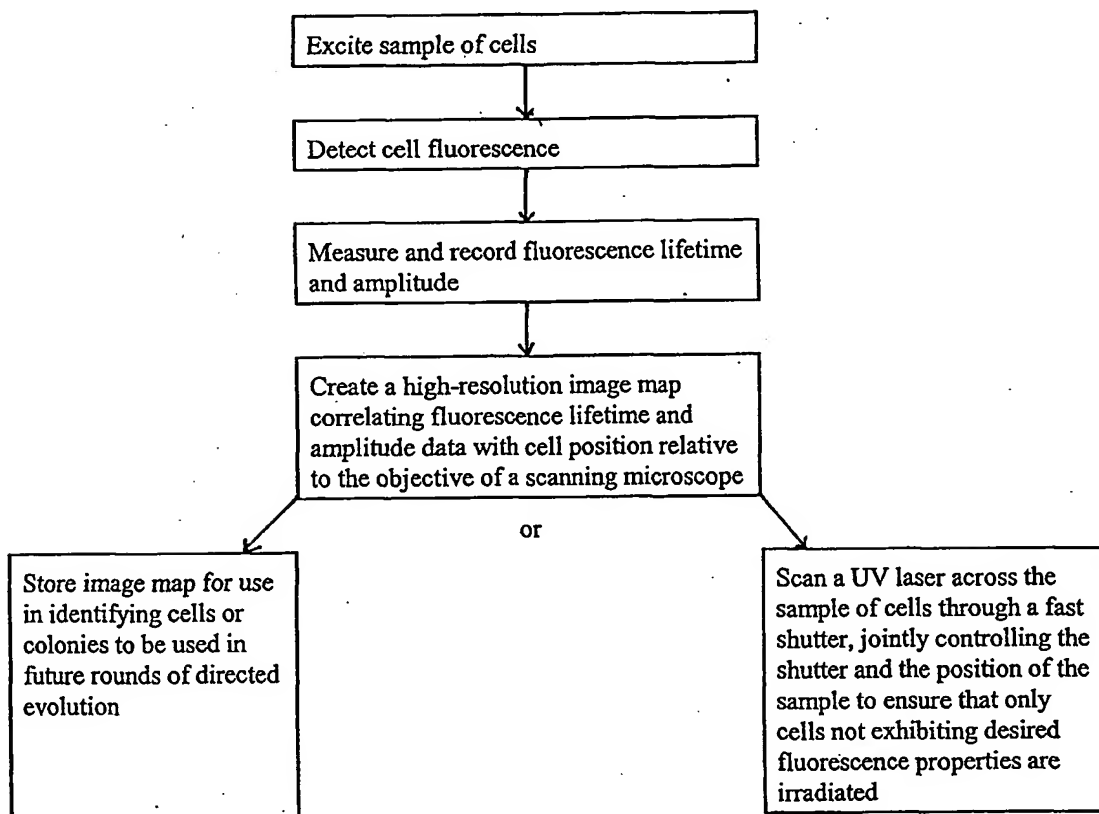 Excite sample of cells
Detect cell fluorescence
Measure and record fluorescence lifetime
and amplitude
Create a high-resolution image map
correlating fluorescence lifetime and
amplitude data with cell position relative
to the objective of a scanning microscope
or
Store image map for use
in identifying cells or
colonies to be used in
future rounds of directed
evolution
Scan a UV laser across the
sample of cells through a fast
shutter, jointly controlling the
shutter and the position of the
sample to ensure that only
cells not exhibiting desired
fluorescence properties are
irradiated